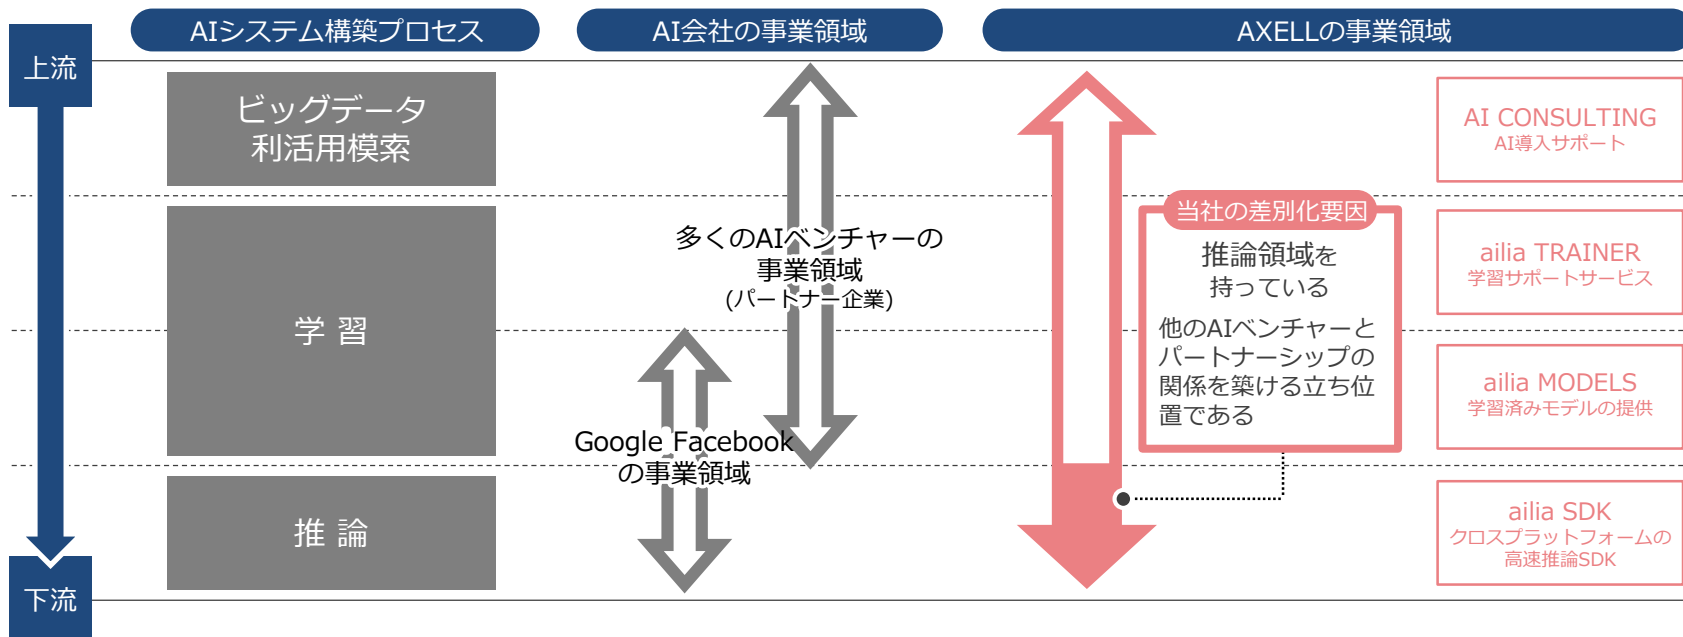 AIシステム構築プロセス
AI会社の事業領域
AXELLの事業領域
上流
下流
ビッグデータ
利活用模索
学 習
推 論
多くのAIベンチャーの
事業領域
(パートナー企業)
Google Facebook
の事業領域
当社の差別化要因
推論領域を
持っている
他のAIベンチャーと
パートナーシップの
関係を築ける立ち位
置である
AI CONSULTING
AI導入サポート
ailia TRAINER
学習サポートサービス
ailia MODELS
学習済みモデルの提供
ailia SDK
クロスプラットフォームの
高速推論SDK